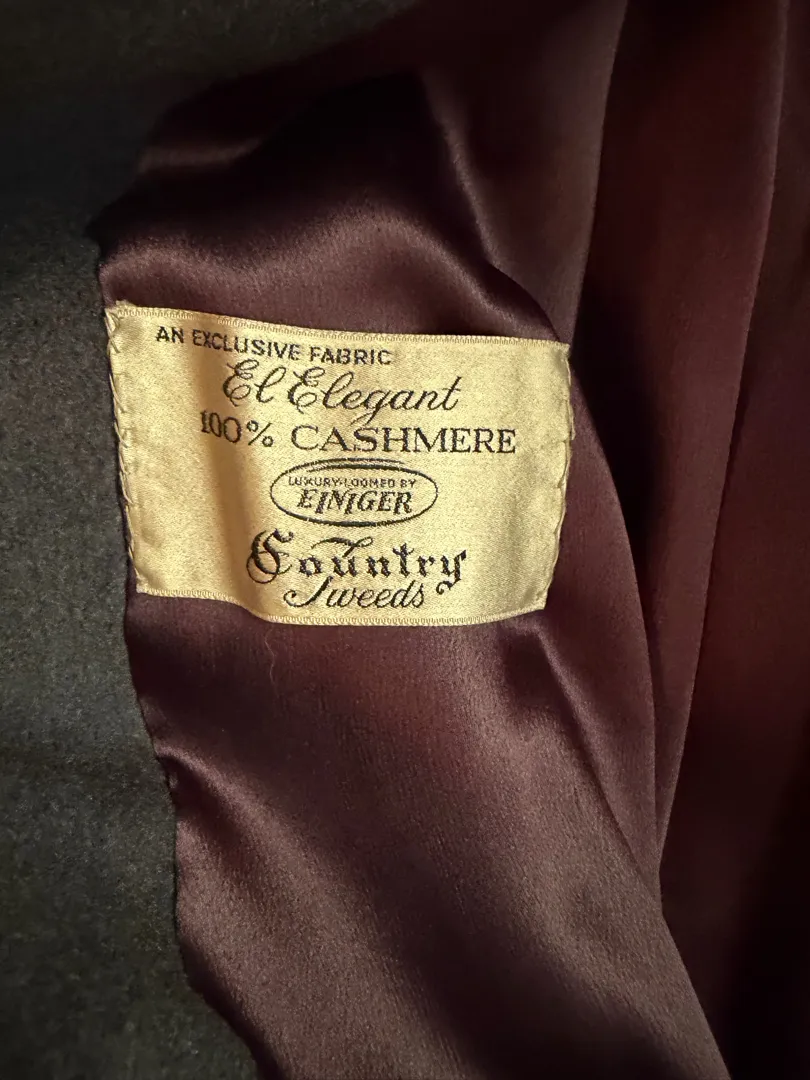 AN EXCLUSIVE FABRIC
El Elegant
100% CASHMERE
LUXURY-LOOMED BY
EINIGER
Country
Tweeds